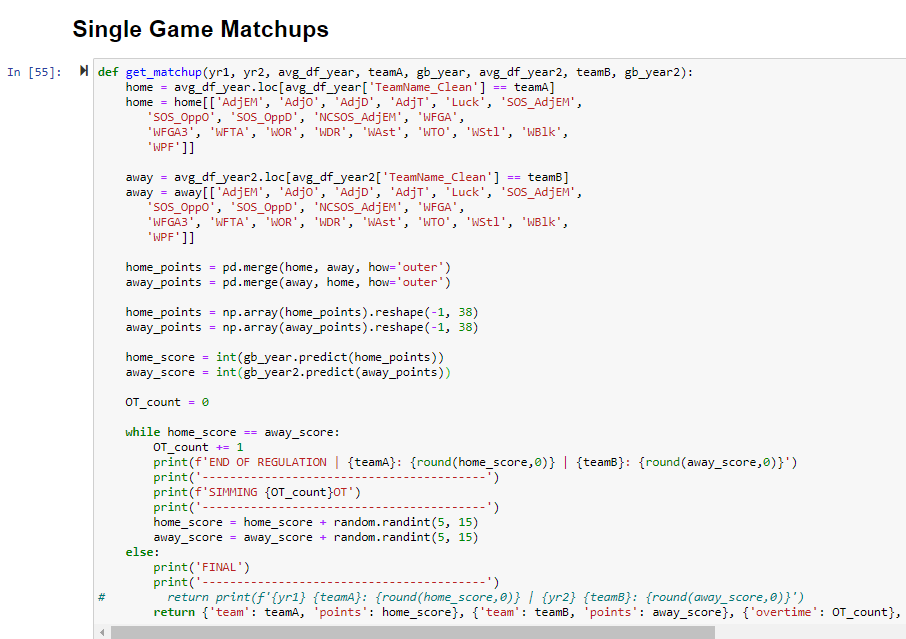 Single Game Matchups
In [55]:
def get_matchup(yr1, yr2, avg_df_year, teamA, gb_year, avg_df_year2, teamB, gb_year2):
    home = avg_df_year.loc[avg_df_year['TeamName_Clean'] == teamA]
    home = home[['AdjEM', 'AdjO', 'AdjD', 'AdjT', 'Luck', 'SOS_AdjEM',
       'SOS_OppO', 'SOS_OppD', 'NCSOS_AdjEM', 'WFGA',
       'WFGA3', 'WFTA', 'WOR', 'WDR', 'WAst', 'WTO', 'WStl', 'WBlk',
       'WPF']]
    away = avg_df_year2.loc[avg_df_year2['TeamName_Clean'] == teamB]
    away = away[['AdjEM', 'AdjO', 'AdjD', 'AdjT', 'Luck', 'SOS_AdjEM',
       'SOS_OppO', 'SOS_OppD', 'NCSOS_AdjEM', 'WFGA',
       'WFGA3', 'WFTA', 'WOR', 'WDR', 'WAst', 'WTO', 'WStl', 'WBlk',
       'WPF']]
    home_points = pd.merge(home, away, how='outer')
    away_points = pd.merge(away, home, how='outer')
    home_points = np.array(home_points).reshape(-1, 38)
    away_points = np.array(away_points).reshape(-1, 38)
    home_score = int(gb_year.predict(home_points))
    away_score = int(gb_year2.predict(away_points))
    OT_count = 0
    while home_score == away_score:
        OT_count += 1
        print(f'END OF REGULATION | {teamA}: {round(home_score,0)} | {teamB}: {round(away_score,0)}')
        print('----------------------------------------')
        print(f'SIMMING {OT_count}OT')
        print('----------------------------------------')
        home_score = home_score + random.randint(5, 15)
        away_score = away_score + random.randint(5, 15)
    else:
        print('FINAL')
        print('----------------------------------------')
#         return print(f'{yr1} {teamA}: {round(home_score,0)} | {yr2} {teamB}: {round(away_score,0)}')
        return {'team': teamA, 'points': home_score}, {'team': teamB, 'points': away_score}, {'overtime': OT_count},